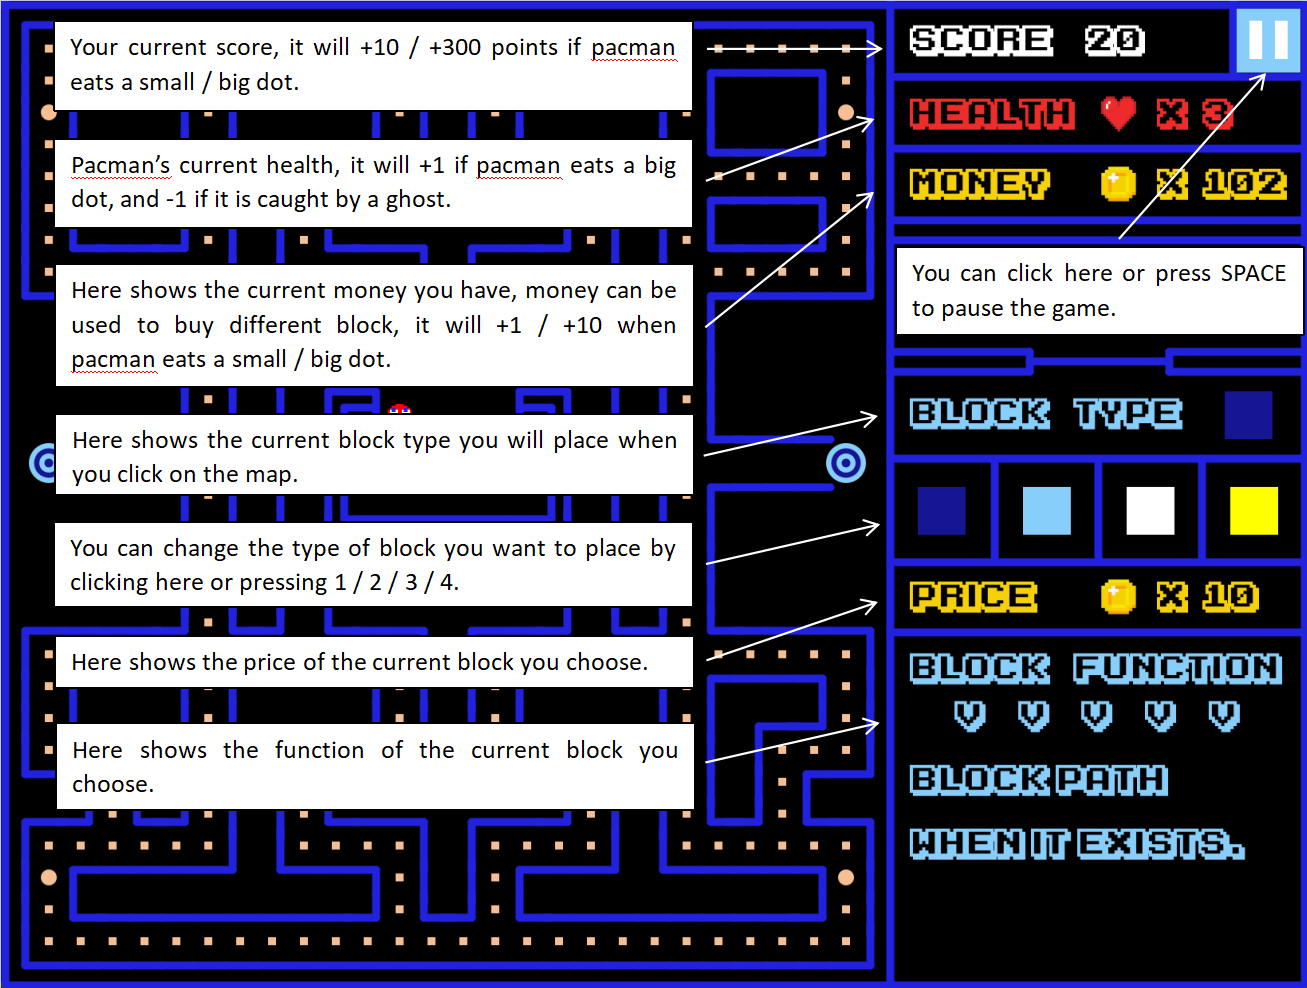 Your current score, it will +10 / +300 points if pacman
eats a small / big dot.
Pacman’s current health, it will +1 if pacman eats a big
dot, and -1 if it is caught by a ghost.
Here shows the current money you have, money can be
used to buy different block, it will +1 / +10 when
pacman eats a small / big dot.
Here shows the current block type you will place when
you click on the map.
You can change the type of block you want to place by
clicking here or pressing 1 / 2 / 3 / 4.
Here shows the price of the current block you choose.
Here shows the function of the current block you
choose.
SCORE 20
HEALTH X 3
MONEY X 102
You can click here or press SPACE
to pause the game.
BLOCK TYPE
PRICE X 10
BLOCK FUNCTION
BLOCK PATH
WHEN IT EXISTS.